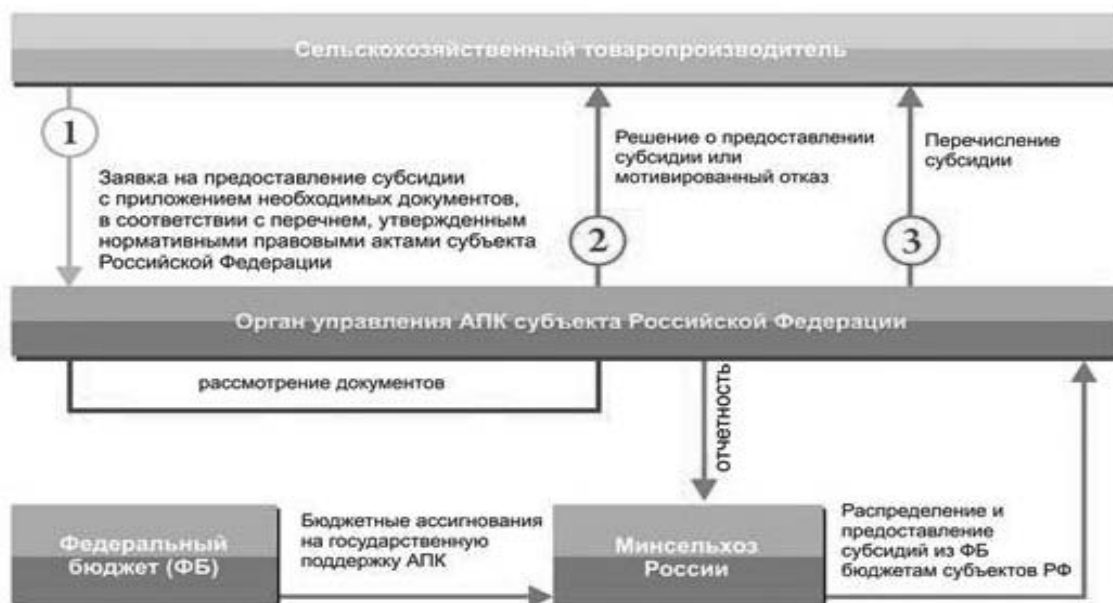 Сельскохозяйственный товаропроизводитель
1
Заявка на предоставление субсидии
с приложением необходимых документов,
в соответствии с перечнем, утвержденным
нормативными правовыми актами субъекта
Российской Федерации
Решение о предоставлении
субсидии или
мотивированный отказ
2
Перечисление
субсидии
3
Орган управления АПК субъекта Российской Федерации
рассмотрение документов
отчетность
Федеральный
бюджет (ФБ)
Бюджетные ассигнования
на государственную
поддержку АПК
Минсельхоз
России
Распределение и
предоставление
субсидий из ФБ
бюджетам субъектов РФ